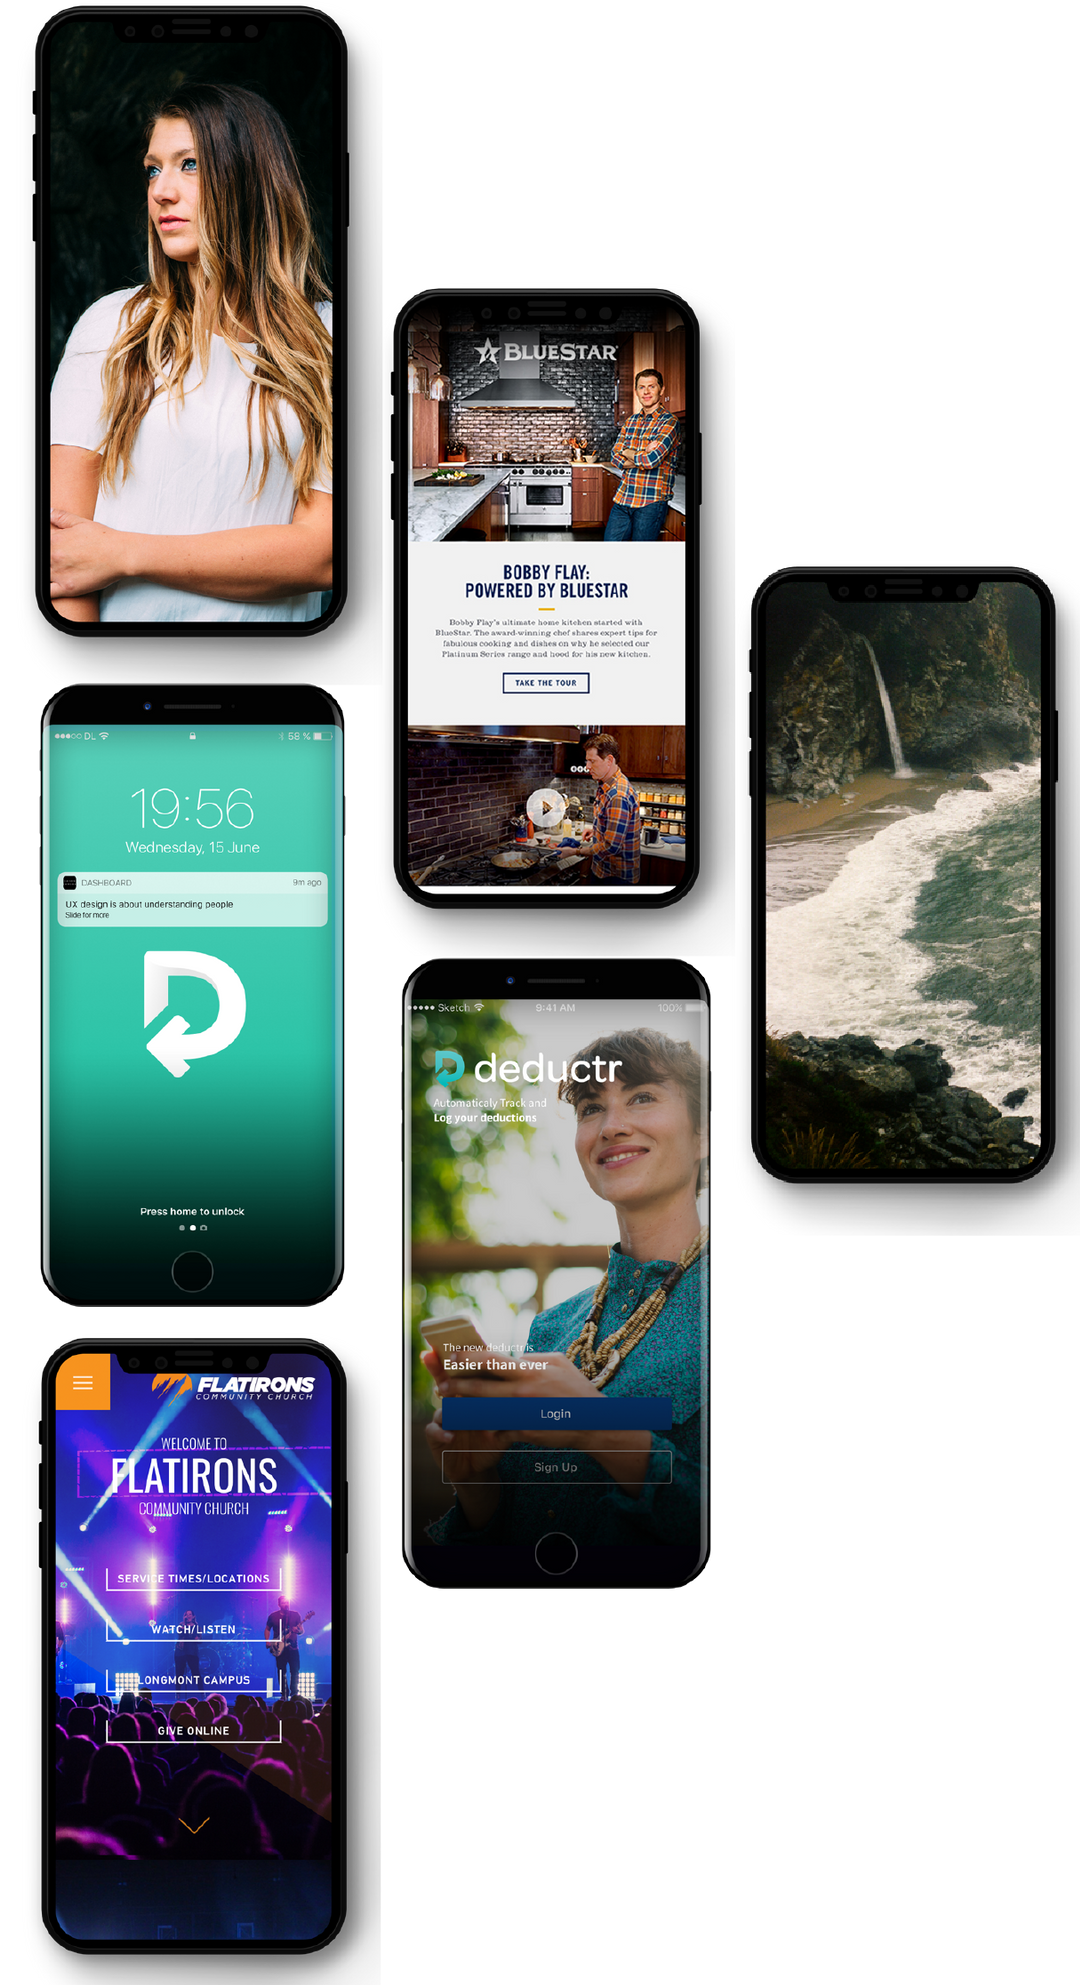 BLUESTAR
BOBBY FLAY:
POWERED BY BLUESTAR
Bobby Flay's ultimate home kitchen started with
BlueStar. The award-winning chef shares expert tips for
fabulous cooking and dishes on why he selected our
Platinum Series range and hood for his new kitchen.
TAKE THE TOUR
DL
58 %
19:56
Wednesday, 15 June
DASHBOARD
9m ago
UX design is about understanding people
Slide for more
Press home to unlock
Sketch
9:41 AM
100%
deductr
Automaticaly Track and
Log your deductions
The new deductr is
Easier than ever
Login
Sign Up
FLATIRONS
COMMUNITY CHURCH
WELCOME TO
FLATIRONS
COMMUNITY CHURCH
SERVICE TIMES/LOCATIONS
WATCH/LISTEN
LONGMONT CAMPUS
GIVE ONLINE